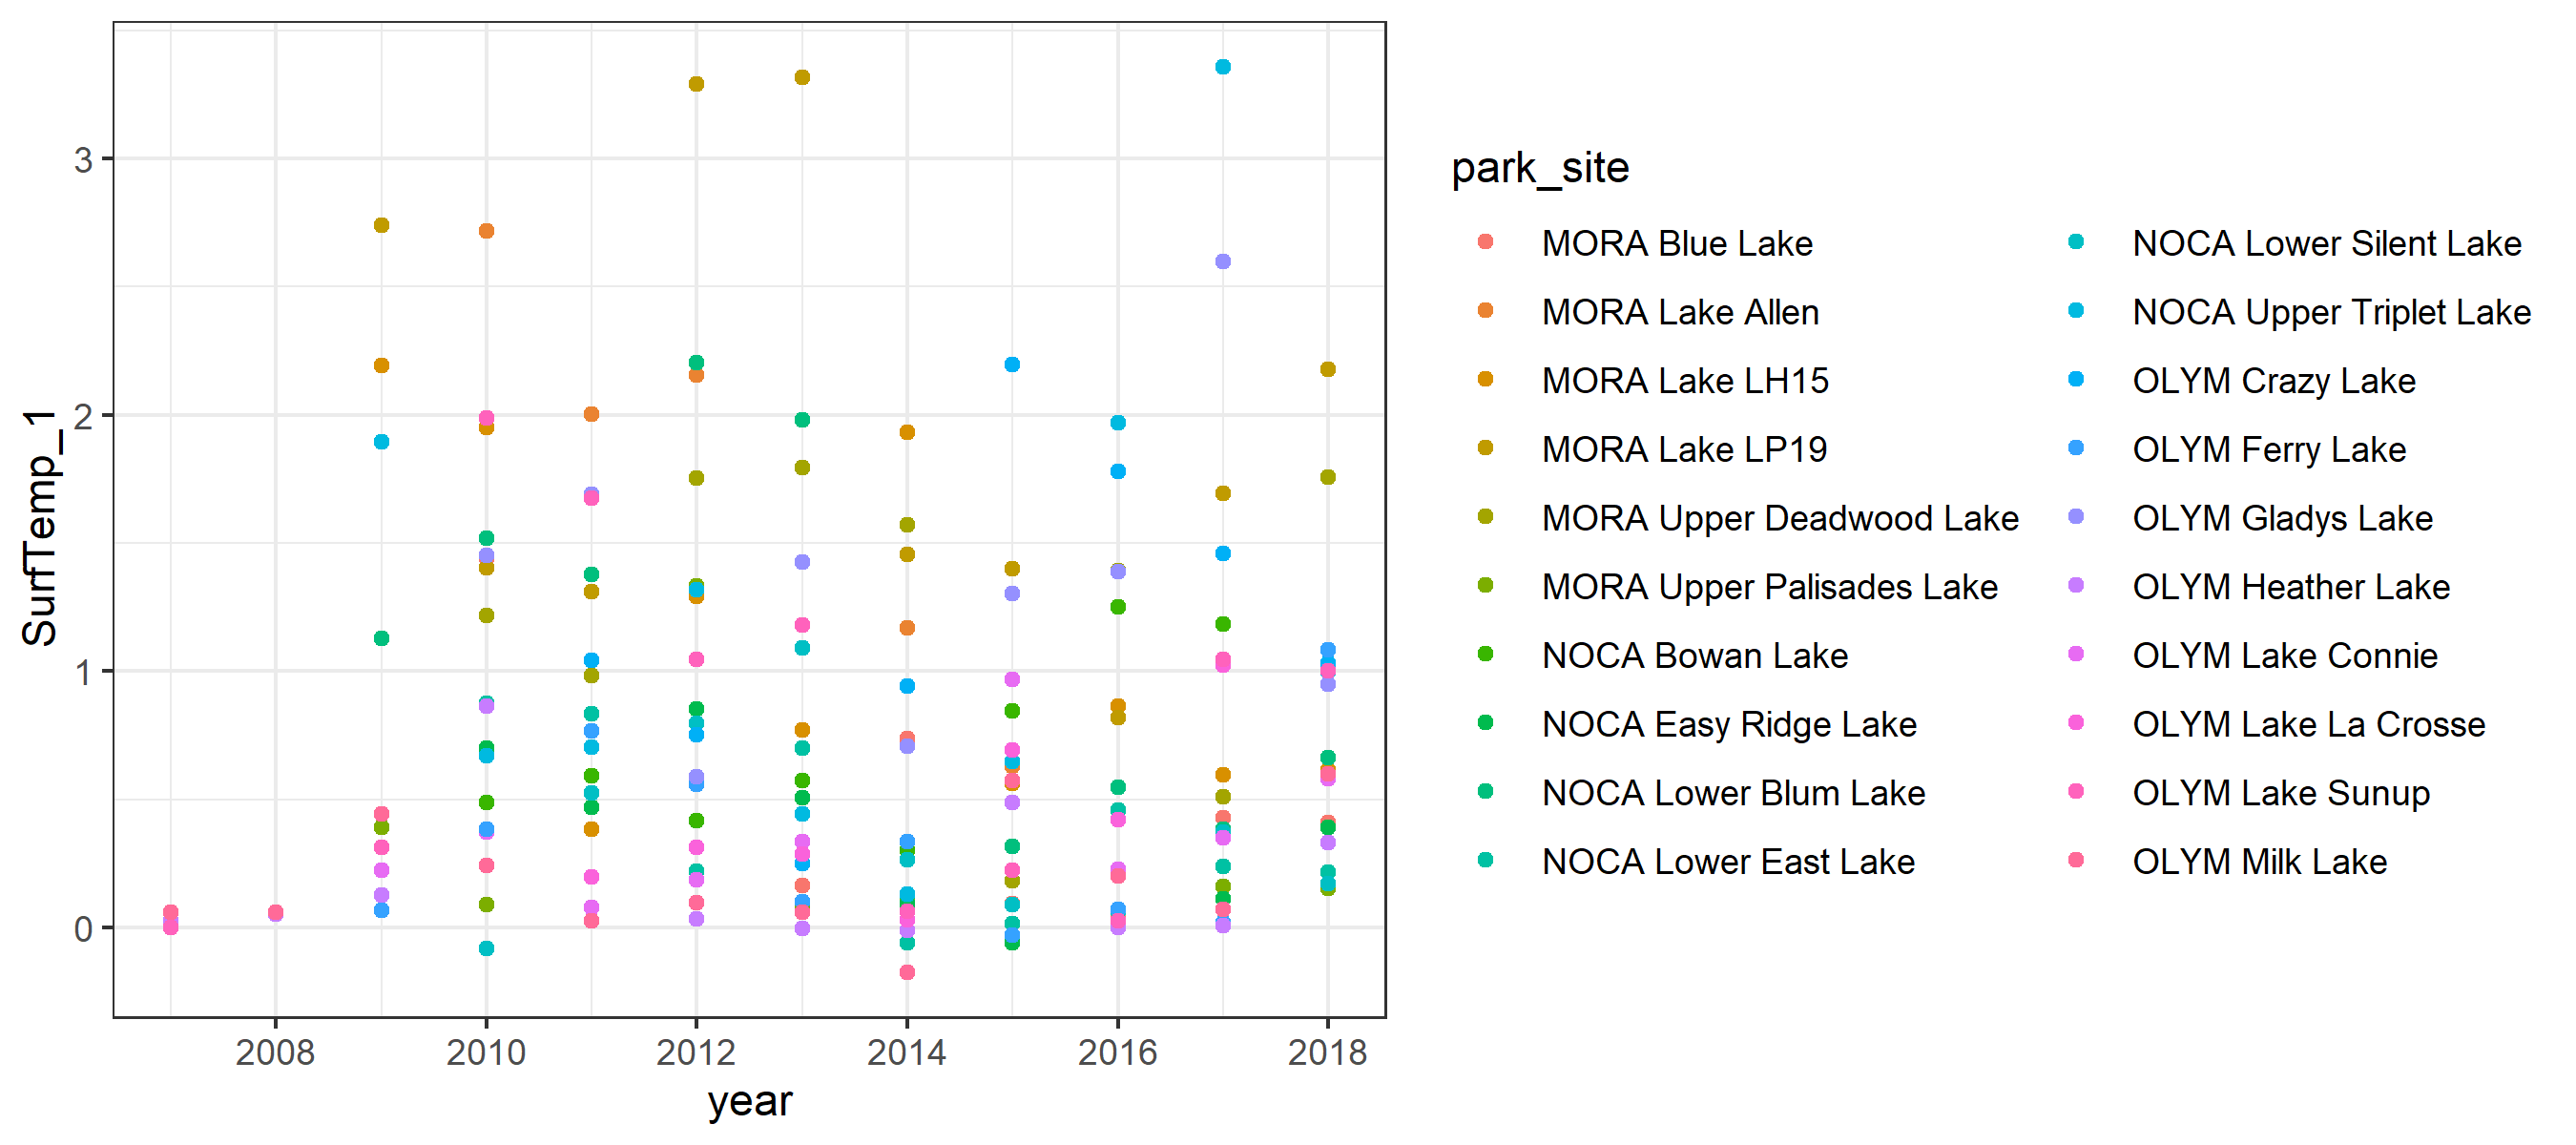 SurfTemp_1
3
2
1
0
2008 2010 2012 2014 2016 2018
year
park_site
MORA Blue Lake
MORA Lake Allen
MORA Lake LH15
MORA Lake LP19
MORA Upper Deadwood Lake
MORA Upper Palisades Lake
NOCA Bowan Lake
NOCA Easy Ridge Lake
NOCA Lower Blum Lake
NOCA Lower East Lake
NOCA Lower Silent Lake
NOCA Upper Triplet Lake
OLYM Crazy Lake
OLYM Ferry Lake
OLYM Gladys Lake
OLYM Heather Lake
OLYM Lake Connie
OLYM Lake La Crosse
OLYM Lake Sunup
OLYM Milk Lake